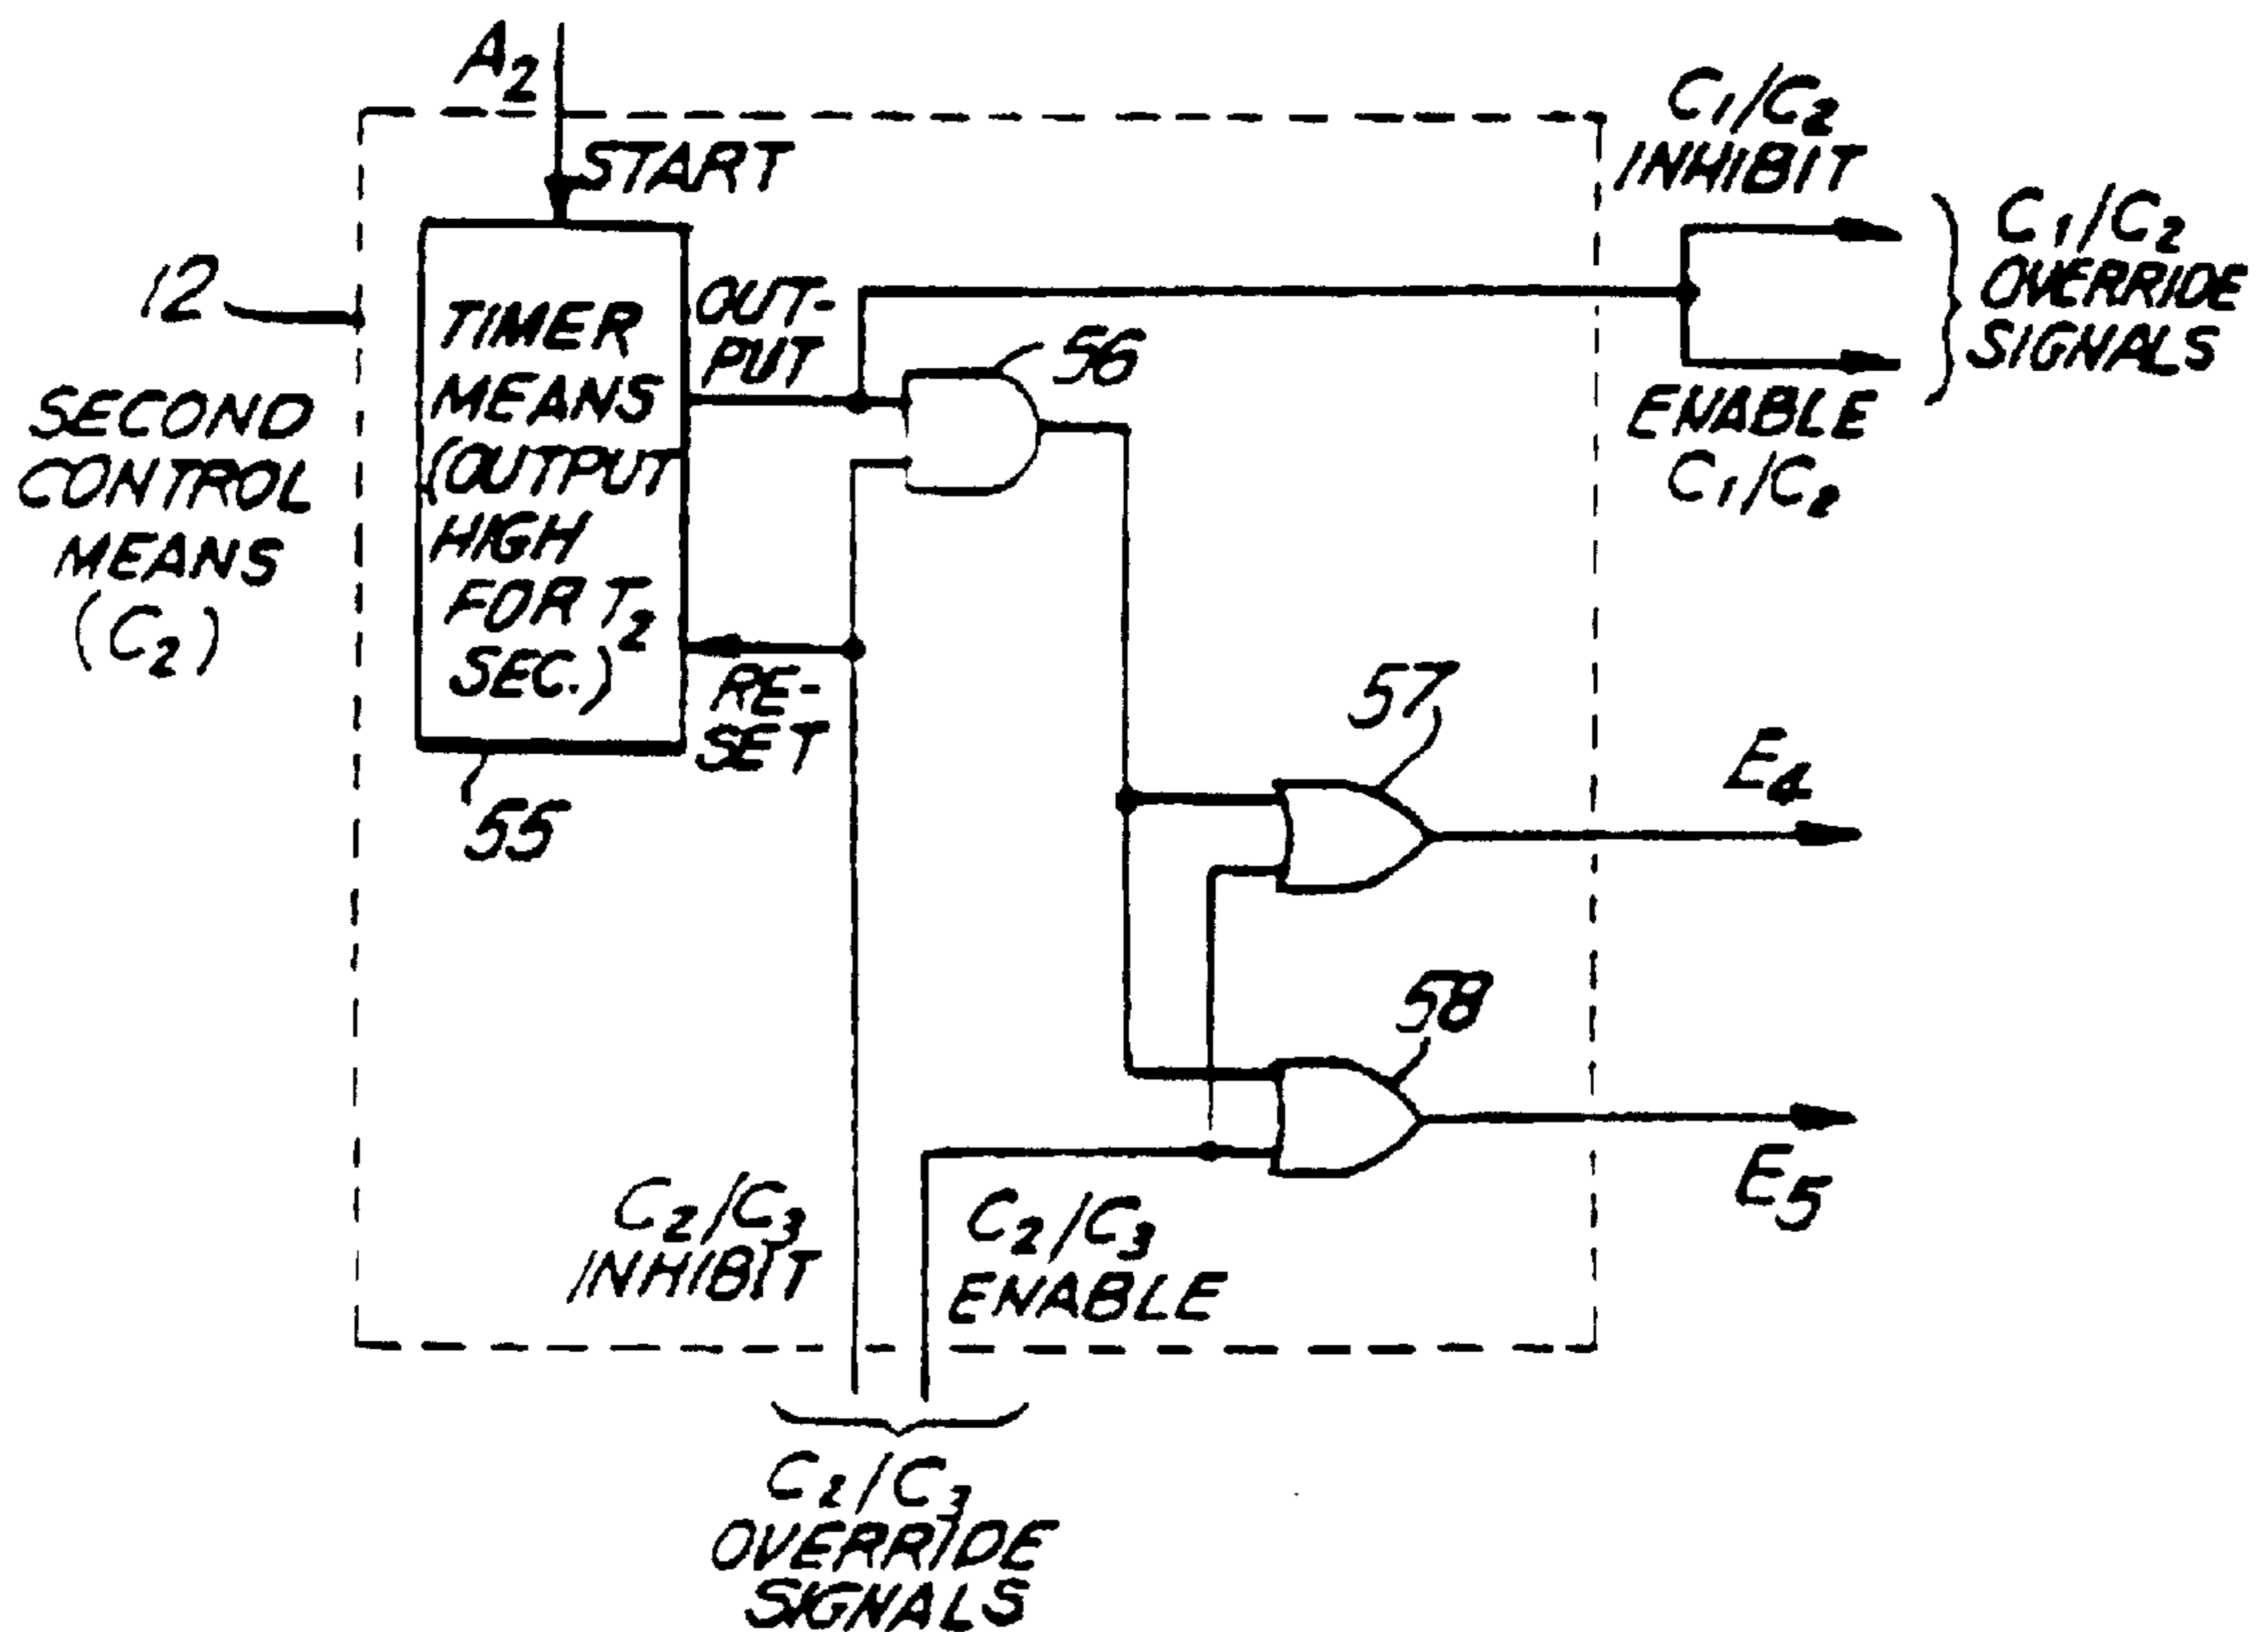 A2
START
12
SECOND
CONTROL
MEANS
(C2)
TIMER
MEANS
(OUTPUT
HIGH
FOR T2
SEC.)
55
OUT-
PUT
RE-
SET
56
57
58
C1/C2
INHIBIT
ENABLE
C1/C2
C1/C2
OVERRIDE
SIGNALS
E4
E5
C2/C3
INHIBIT
C2/C3
ENABLE
C2/C3
OVERRIDE
SIGNALS